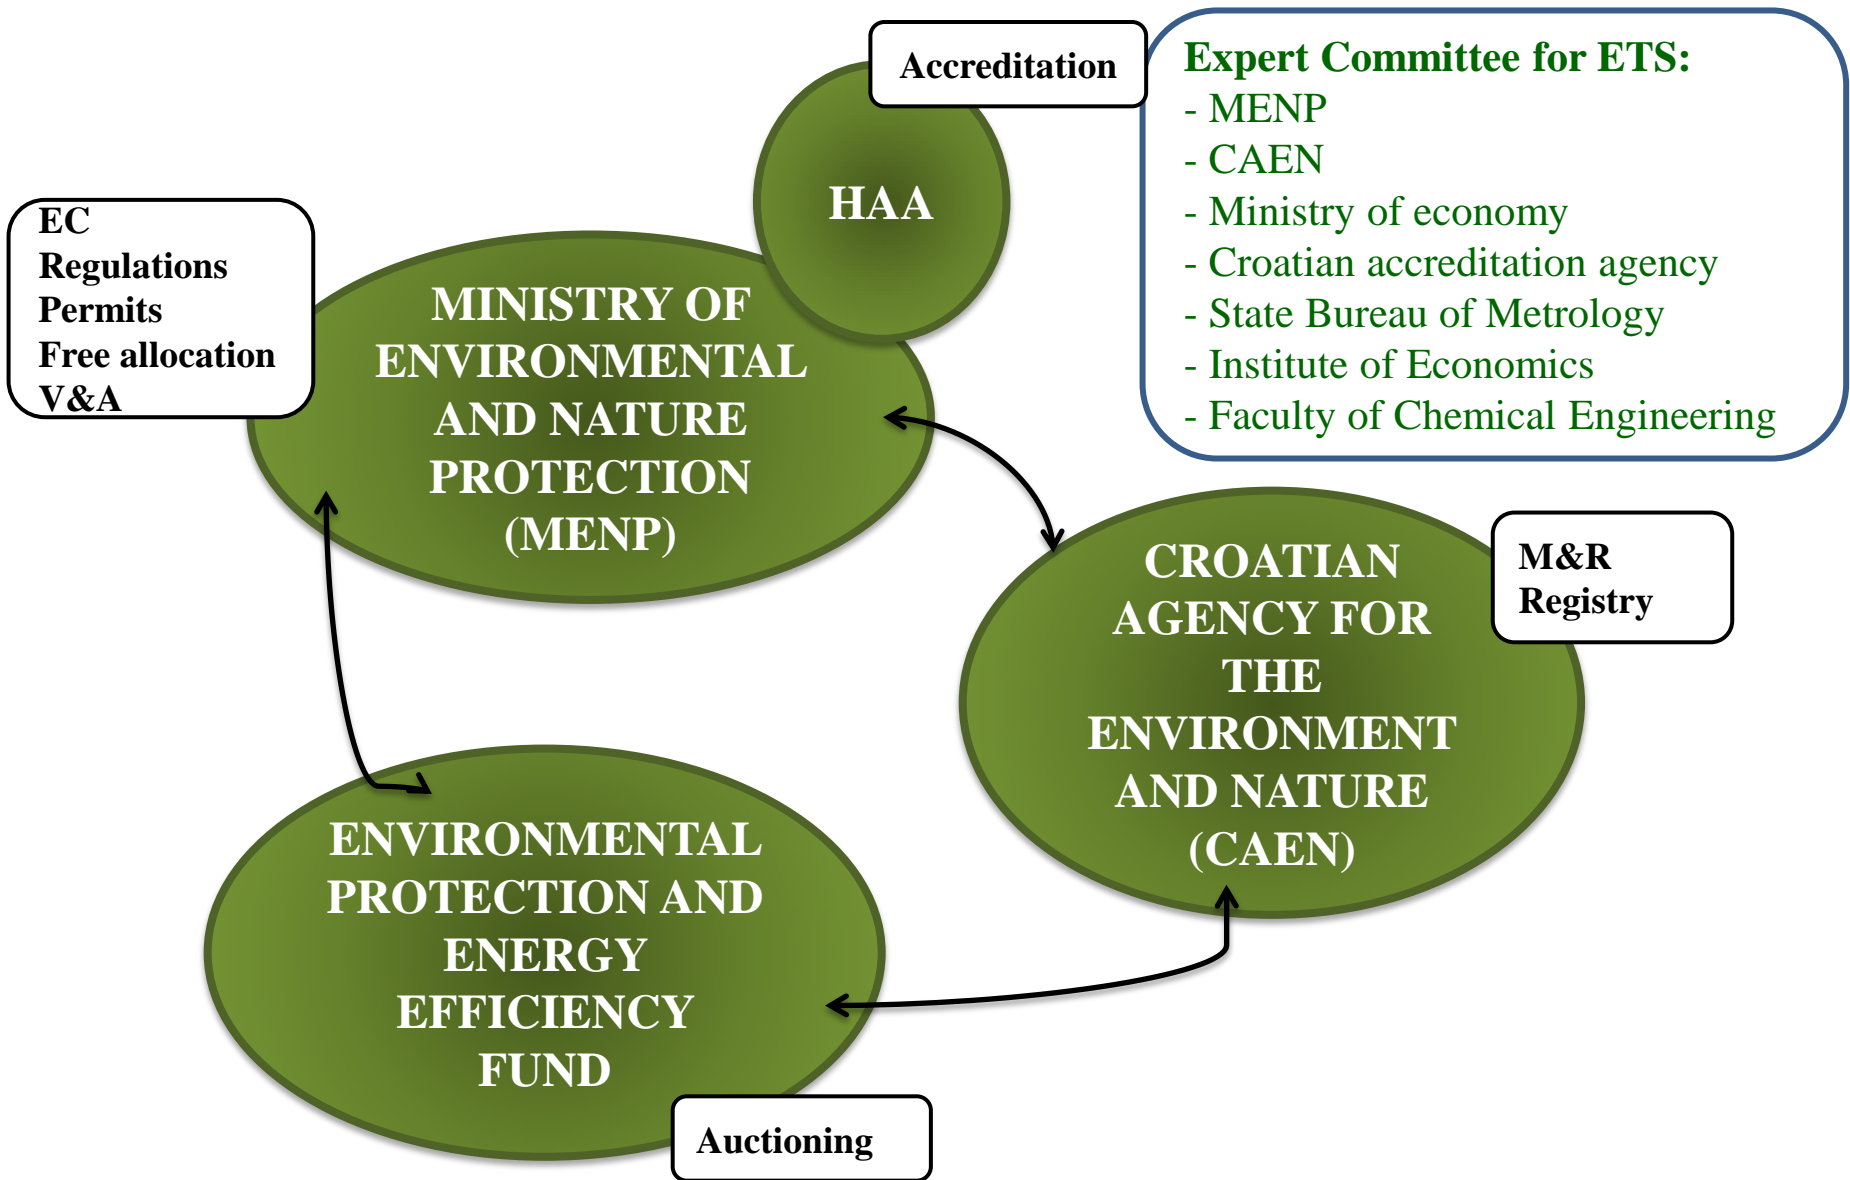 Accreditation
Expert Committee for ETS:
- MENP
- CAEN
- Ministry of economy
- Croatian accreditation agency
- State Bureau of Metrology
- Institute of Economics
- Faculty of Chemical Engineering
HAA
EC
Regulations
Permits
Free allocation
V&A
MINISTRY OF
ENVIRONMENTAL
AND NATURE
PROTECTION
(MENP)
CROATIAN
AGENCY FOR
THE
ENVIRONMENT
AND NATURE
(CAEN)
M&R
Registry
ENVIRONMENTAL
PROTECTION AND
ENERGY
EFFICIENCY
FUND
Auctioning